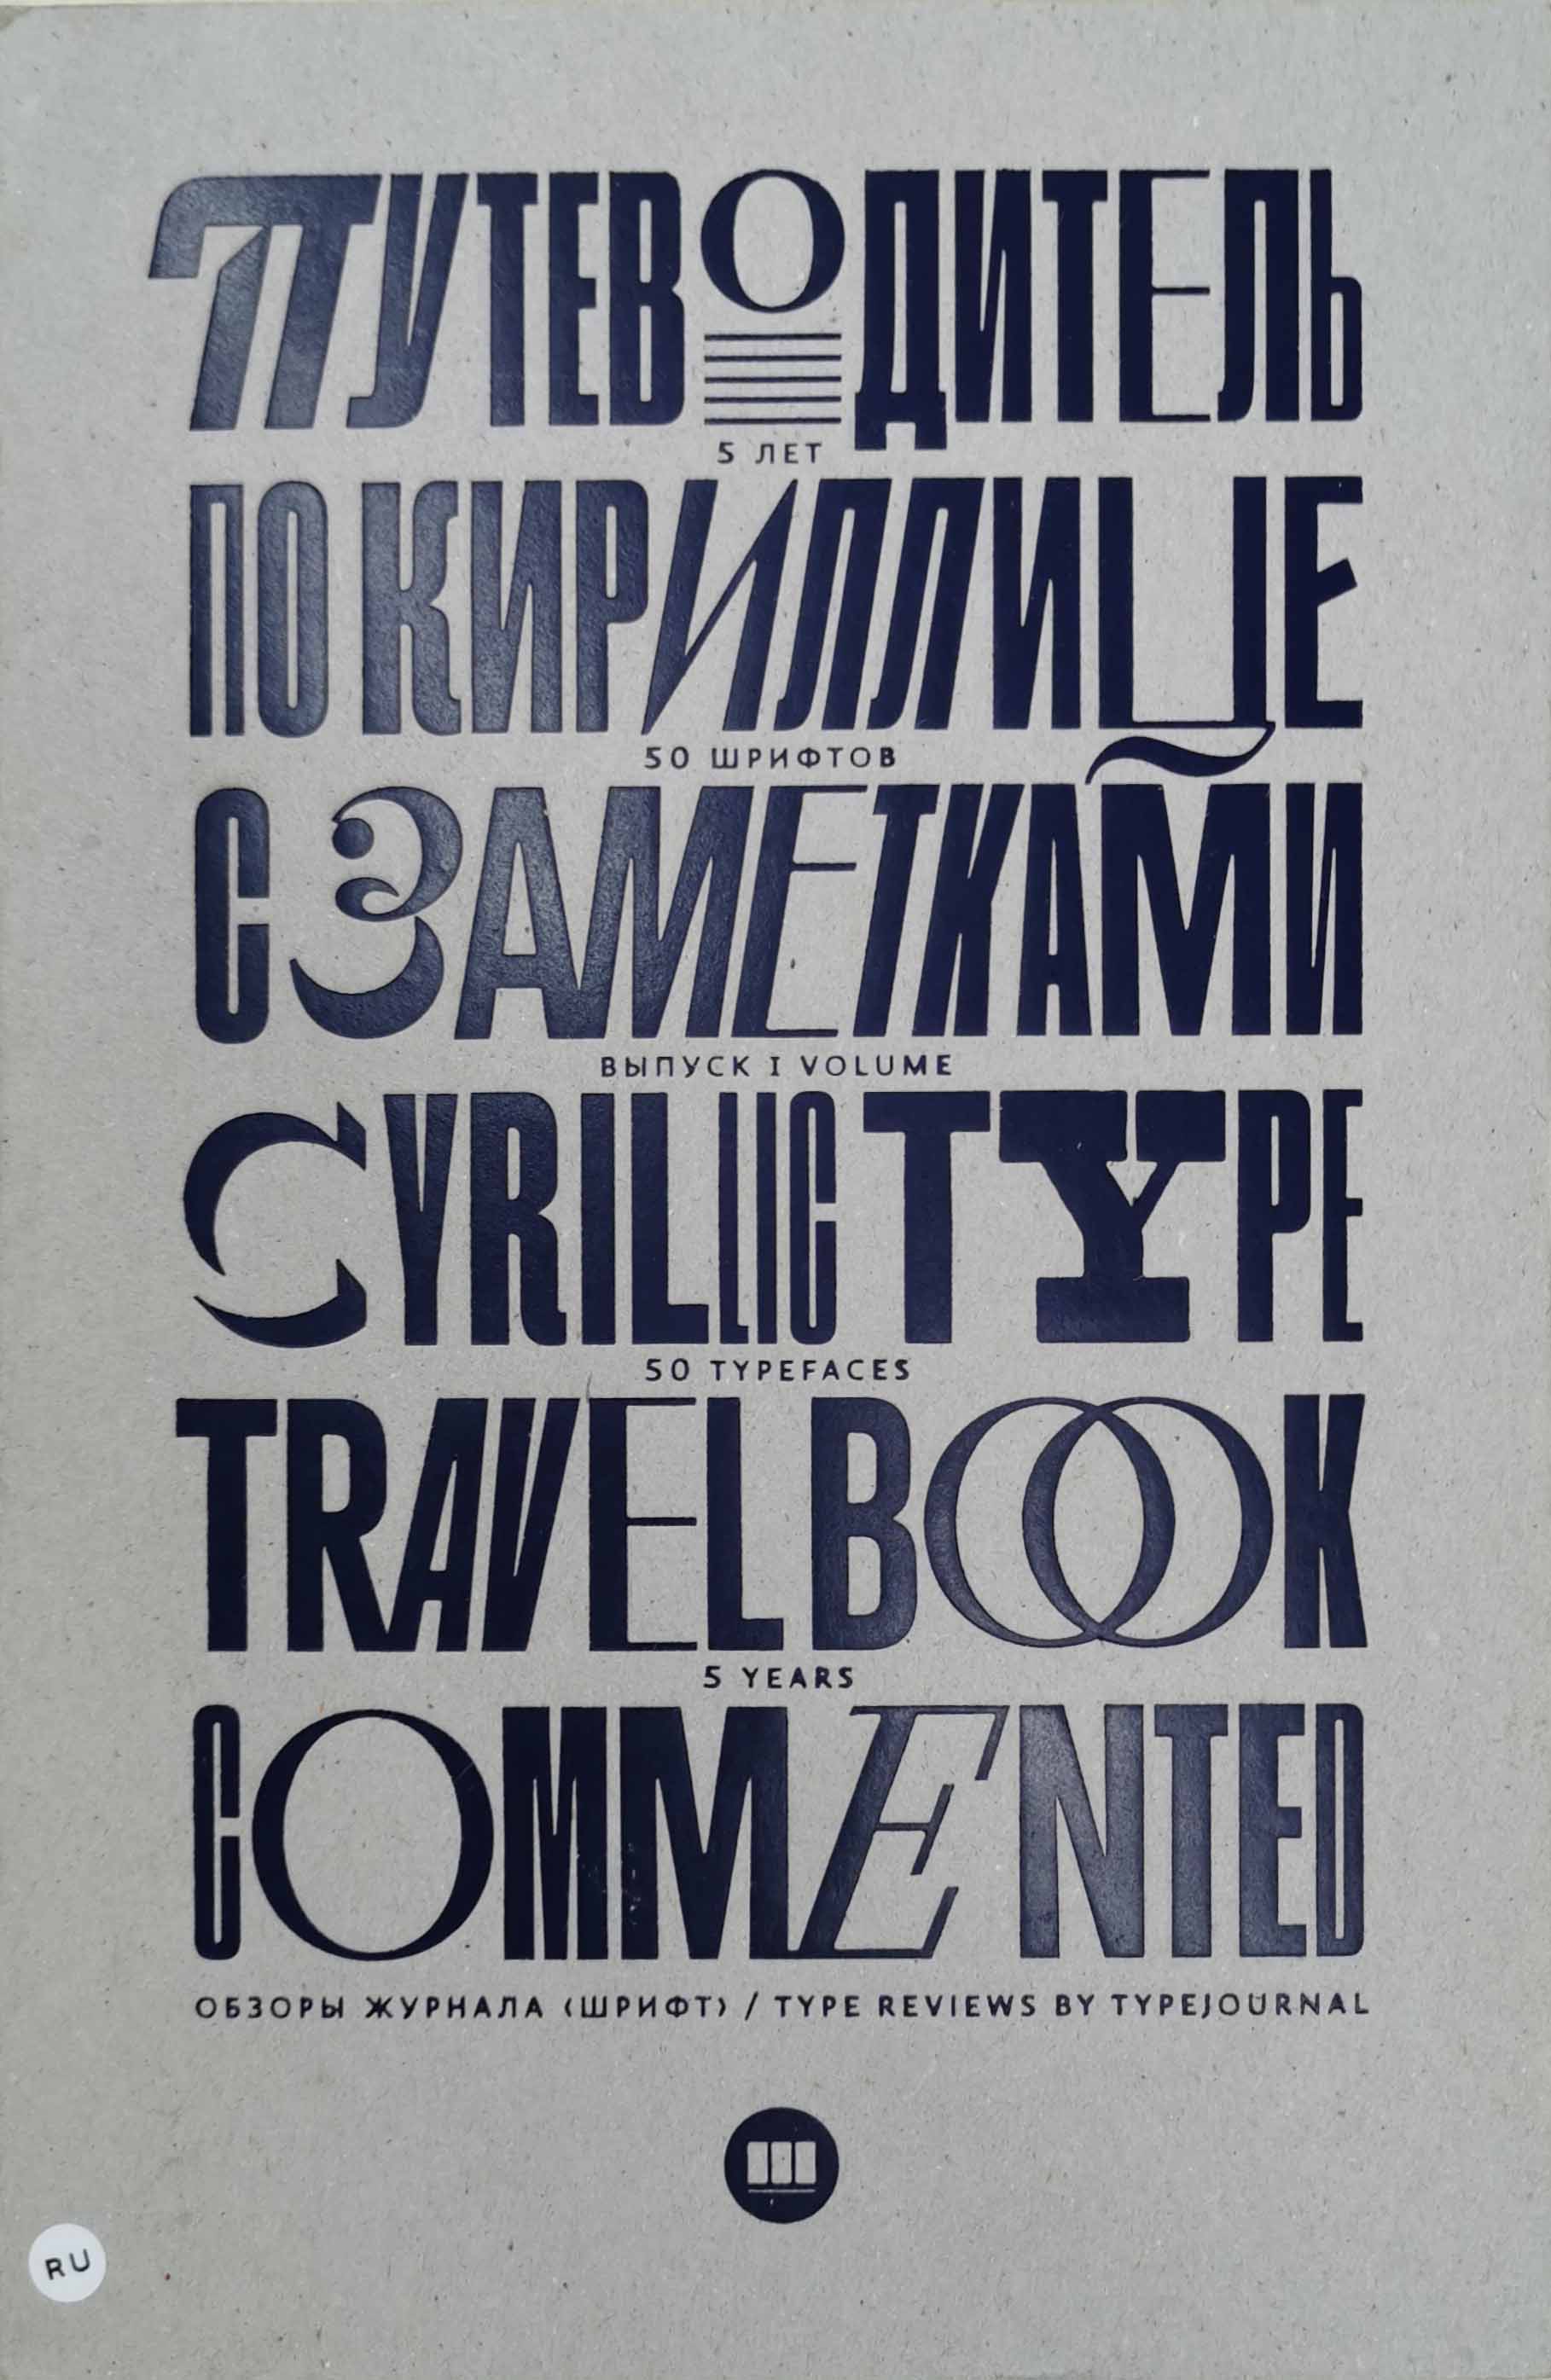 ПУТЕВОДИТЕЛЬ
5 ЛЕТ
ПО КИРИЛЛИЦЕ
50 ШРИФТОВ
С ЗАМЕТКАМИ
ВЫПУСК I VOLUME
CYRILLIC TYPE
50 TYPEFACES
TRAVELBOOK
5 YEARS
COMMENTED
ОБЗОРЫ ЖУРНАЛА ‹ШРИФТ› / TYPE REVIEWS BY TYPEJOURNAL
Ш
RU